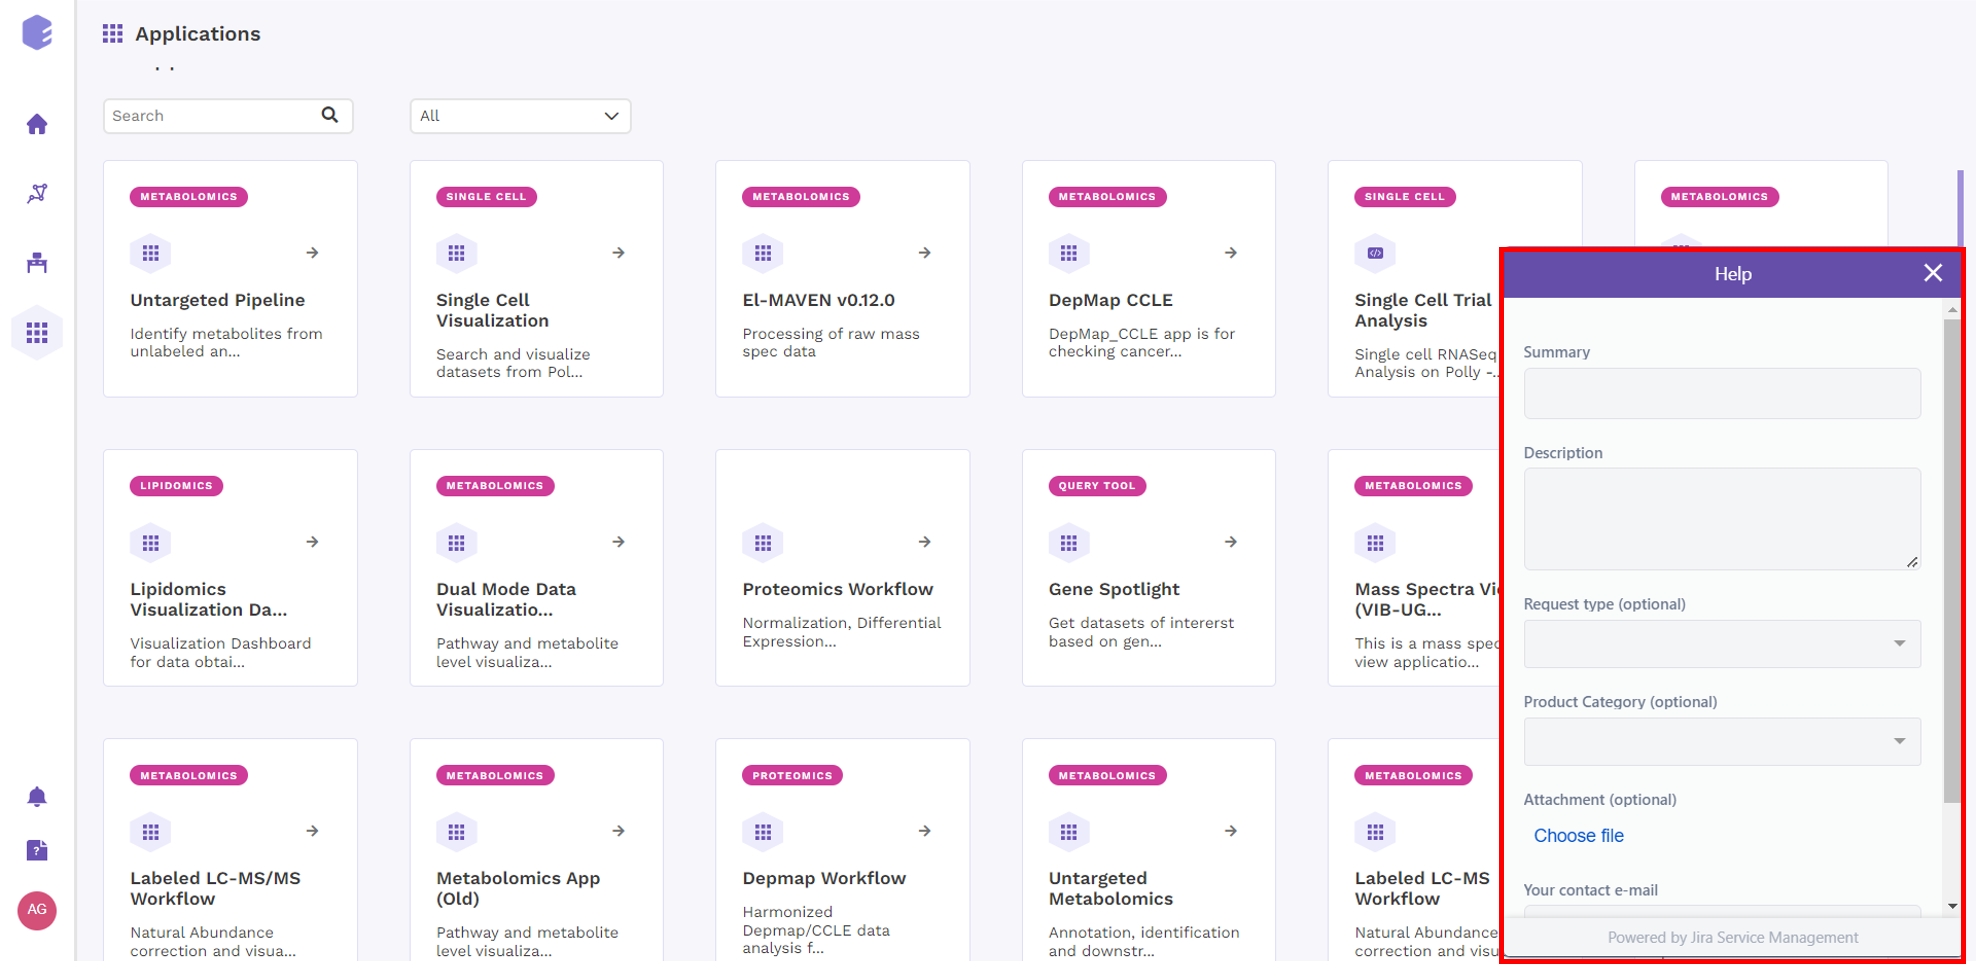 Applications
Search
All
METABOLOMICS
Untargeted Pipeline
Identify metabolites from
unlabeled an...
SINGLE CELL
Single Cell
Visualization
Search and visualize
datasets from Pol...
METABOLOMICS
El-MAVEN v0.12.0
Processing of raw mass
spec data
METABOLOMICS
DepMap CCLE
DepMap_CCLE app is for
checking cancer...
SINGLE CELL
Single Cell Trial
Analysis
Single cell RNASeq
Analysis on Polly -..
METABOLOMICS
LIPIDOMICS
Lipidomics
Visualization Da...
Visualization Dashboard
for data obtai...
METABOLOMICS
Dual Mode Data
Visualizatio...
Pathway and metabolite
level visualiza...
Proteomics Workflow
Normalization, Differential
Expression...
QUERY TOOL
Gene Spotlight
Get datasets of intererst
based on gen...
METABOLOMICS
Mass Spectra Vi
(VIB-UG...
This is a mass spec
view applicatio...
METABOLOMICS
Labeled LC-MS/MS
Workflow
Natural Abundance
correction and visua...
METABOLOMICS
Metabolomics App
(Old)
Pathway and metabolite
level visualiza...
PROTEOMICS
Depmap Workflow
Harmonized
Depmap/CCLE data
analysis f...
METABOLOMICS
Untargeted
Metabolomics
Annotation, identification
and downstr...
METABOLOMICS
Labeled LC-MS
Workflow
Natural Abundance
correction and visu
AG
Help
Summary
Description
Request type (optional)
Product Category (optional)
Attachment (optional)
Choose file
Your contact e-mail
Powered by Jira Service Management